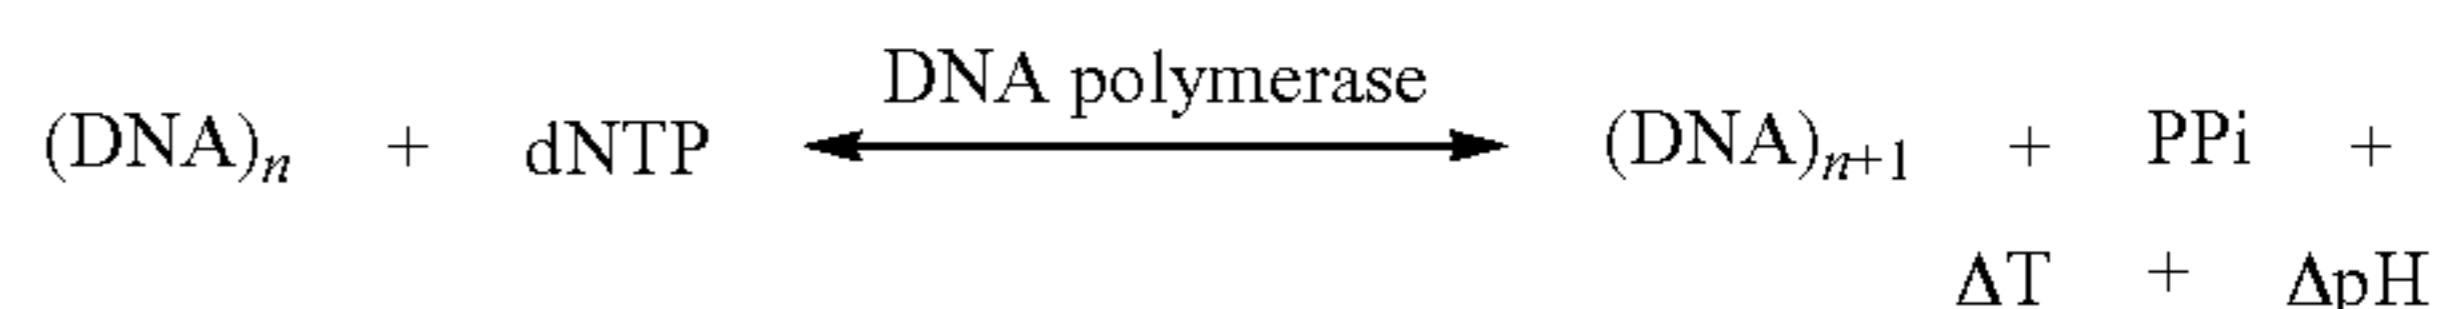 DNA polymerase
(DNA)n + dNTP (DNA)n+1 + PPi +
ΔT + ΔpH